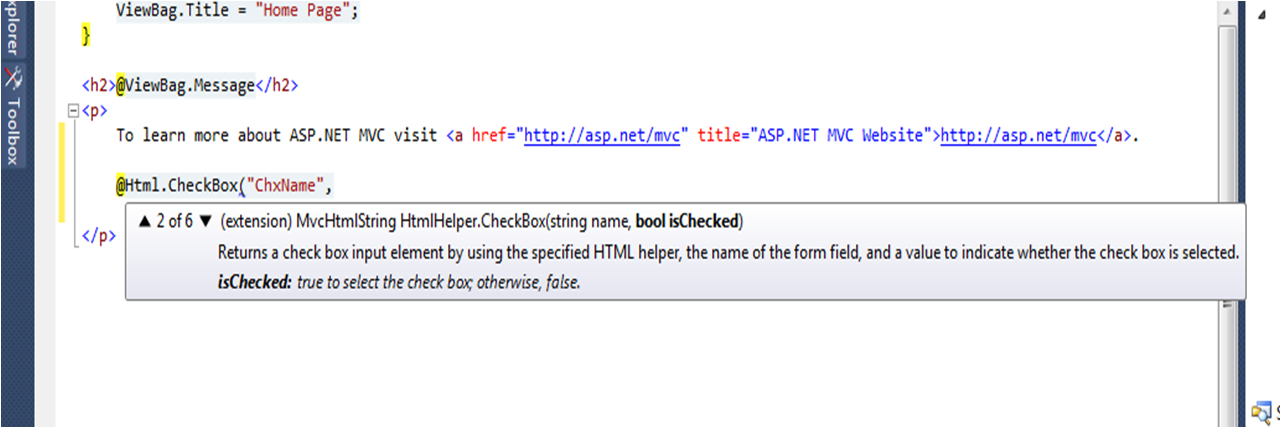 xplorer
Toolbox
ViewBag.Title = "Home Page";
}
<h2>@ViewBag.Message</h2>
<p>
To learn more about ASP.NET MVC visit <a href="http://asp.net/mvc" title="ASP.NET MVC Website">http://asp.net/mvc</a>.
@Html.CheckBox("ChxName",
▲ 2 of 6 ▼ (extension) MvcHtmlString HtmlHelper.CheckBox(string name, bool isChecked)
Returns a check box input element by using the specified HTML helper, the name of the form field, and a value to indicate whether the check box is selected.
isChecked: true to select the check box; otherwise, false.
</p>